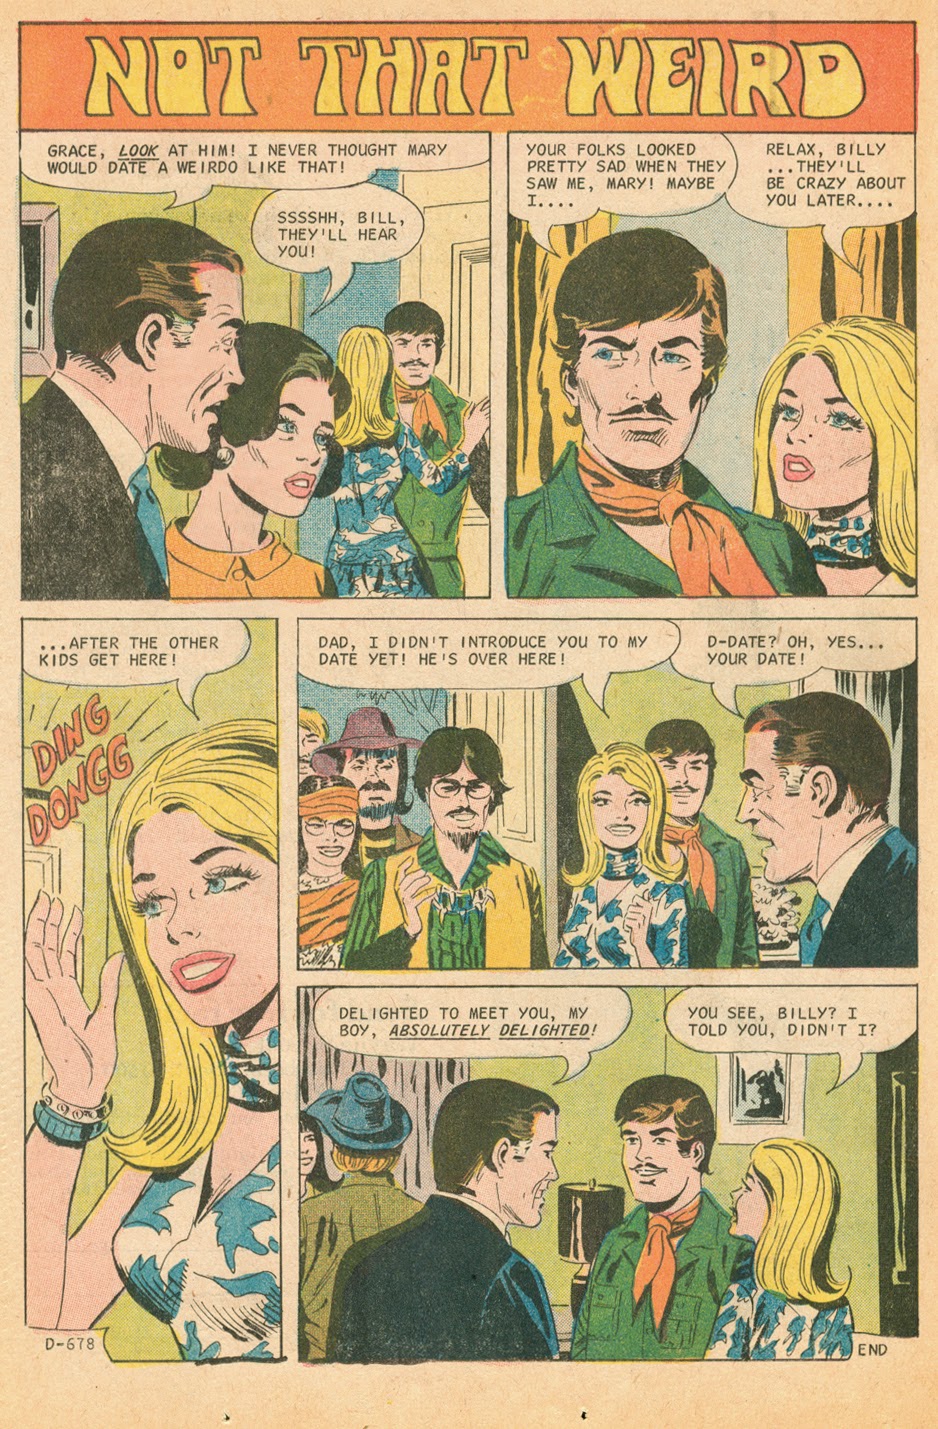 NOT THAT WEIRD
GRACE, LOOK AT HIM! I NEVER THOUGHT MARY
WOULD DATE A WEIRDO LIKE THAT!
SSSSHH, BILL,
THEY'LL HEAR
YOU!
YOUR FOLKS LOOKED
PRETTY SAD WHEN THEY
SAW ME, MARY! MAYBE
I....
RELAX, BILLY
...THEY'LL
BE CRAZY ABOUT
YOU LATER....
...AFTER THE OTHER
KIDS GET HERE!
DING
DONGG
DAD, I DIDN'T INTRODUCE YOU TO MY
DATE YET! HE'S OVER HERE!
D-DATE? OH, YES...
YOUR DATE!
DELIGHTED TO MEET YOU, MY
BOY, ABSOLUTELY DELIGHTED!
YOU SEE, BILLY? I
TOLD YOU, DIDN'T I?
D-678
END